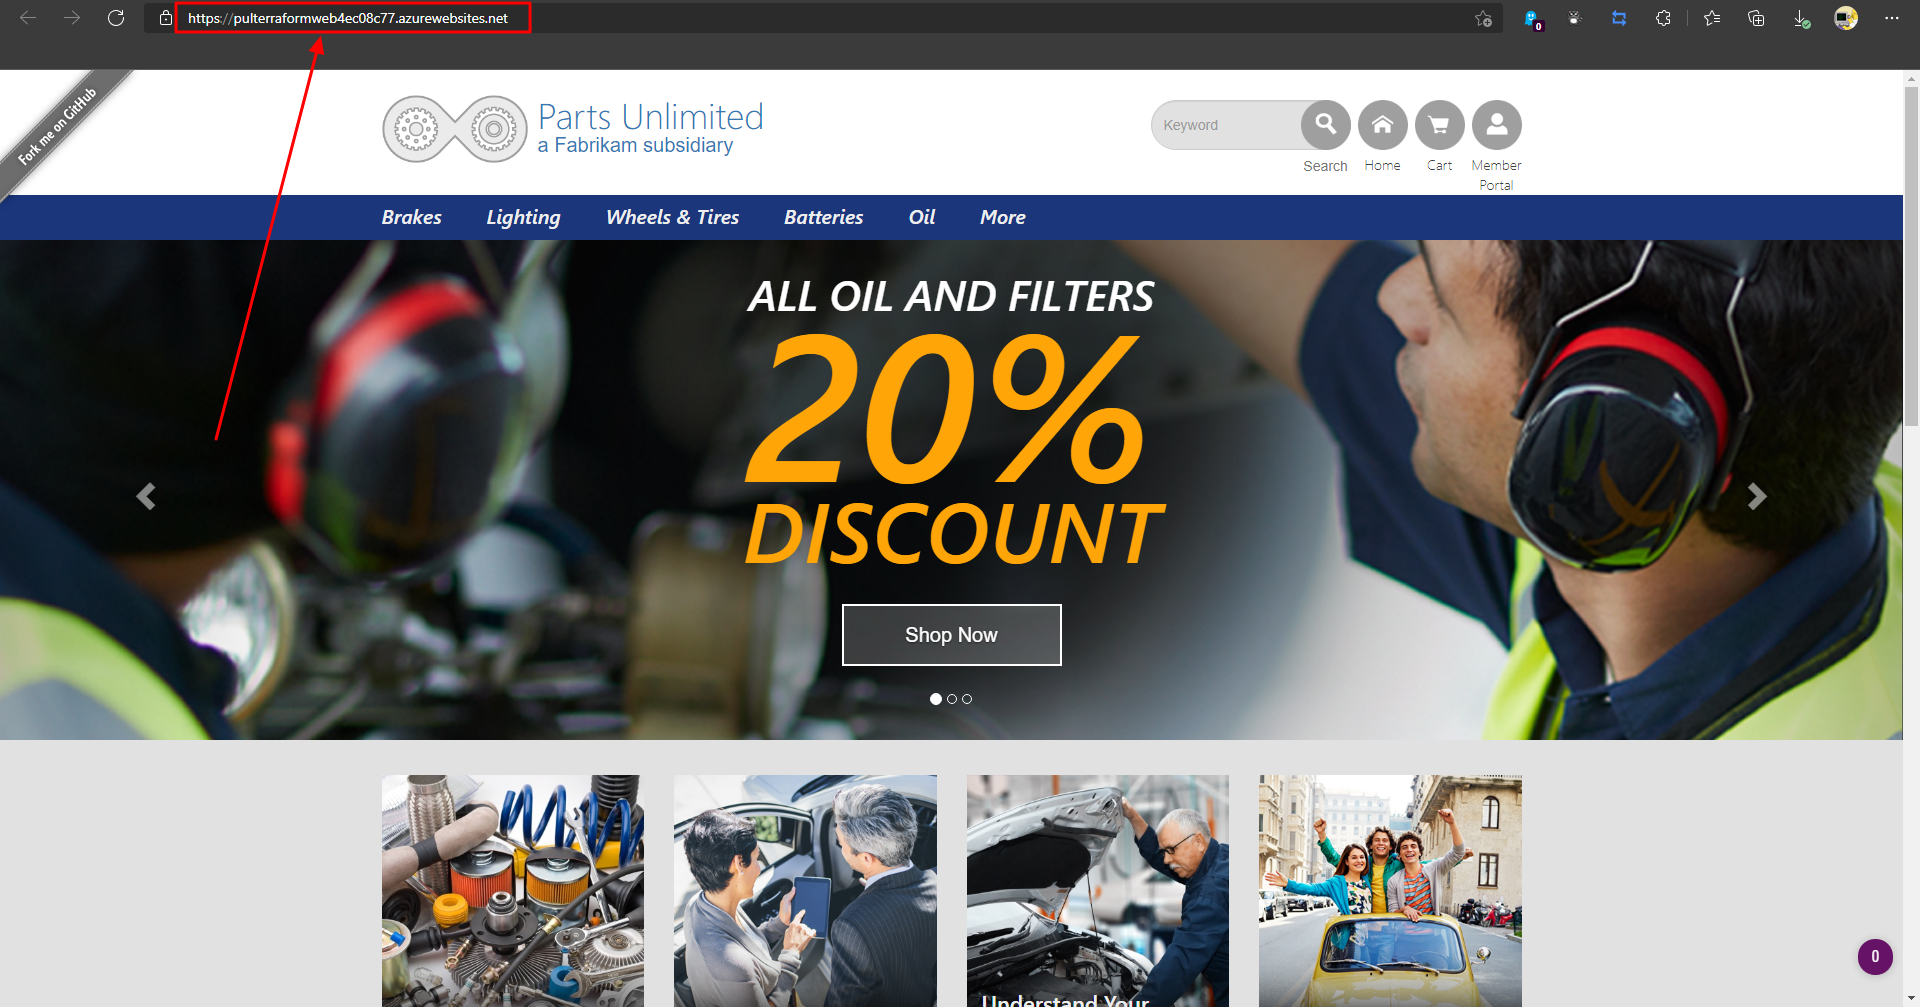 https://pulterraformweb4ec08c77.azurewebsites.net
0
Fork me on GitHub
Parts Unlimited
a Fabrikam subsidiary
Keyword
Search
Home
Cart
Member
Portal
Brakes
Lighting
Wheels & Tires
Batteries
Oil
More
ALL OIL AND FILTERS
20%
DISCOUNT
Shop Now
Understand Your
0